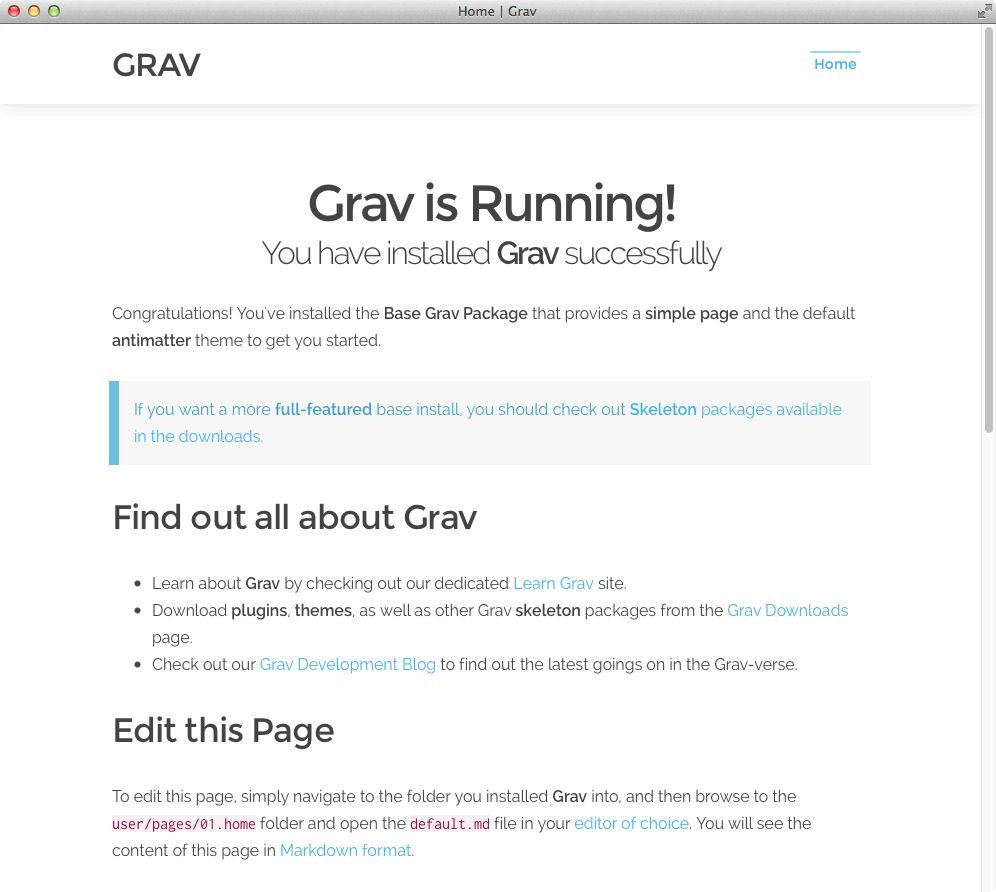 Home | Grav
GRAV
Home
Grav is Running!
You have installed Grav successfully
Congratulations! You've installed the Base Grav Package that provides a simple page and the default
antimatter theme to get you started.
If you want a more full-featured base install, you should check out Skeleton packages available
in the downloads.
Find out all about Grav
Learn about Grav by checking out our dedicated Learn Grav site.
Download plugins, themes, as well as other Grav skeleton packages from the Grav Downloads
page.
Check out our Grav Development Blog to find out the latest goings on in the Grav-verse.
Edit this Page
To edit this page, simply navigate to the folder you installed Grav into, and then browse to the
user/pages/01.home folder and open the default.md file in your editor of choice. You will see the
content of this page in Markdown format.